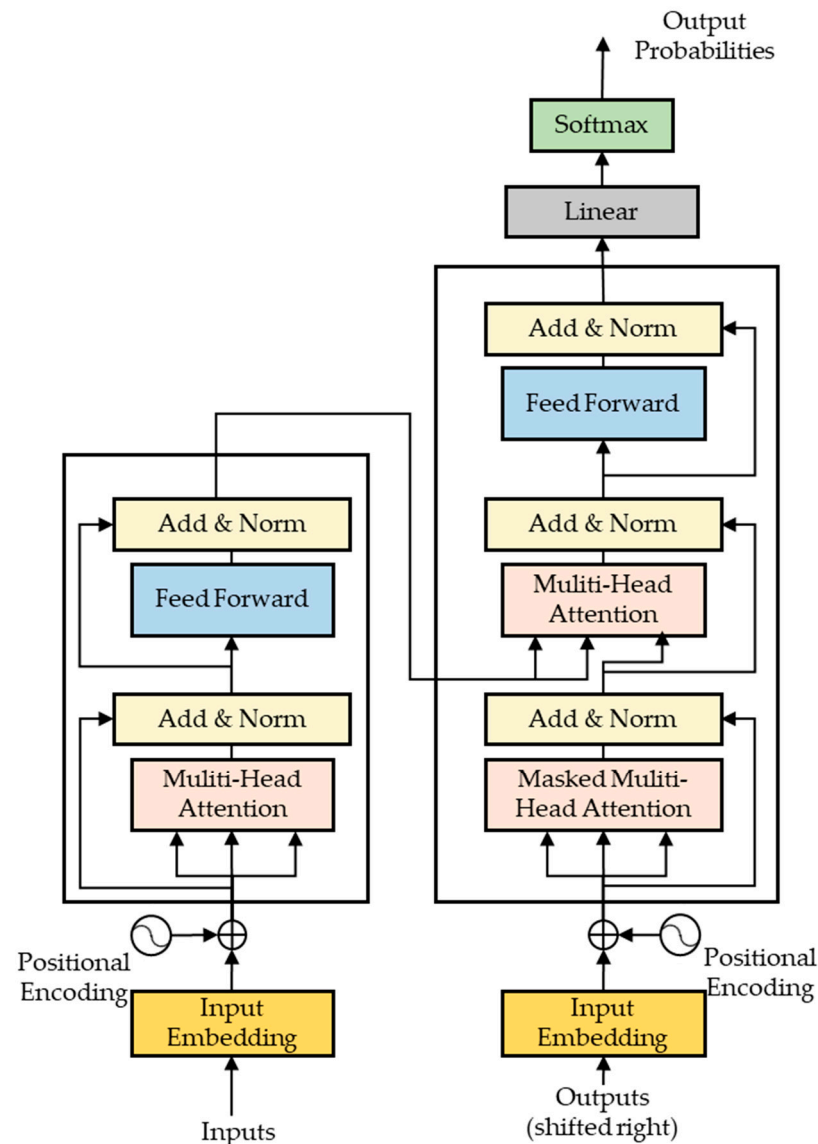 Output
Probabilities
Softmax
Linear
Add & Norm
Feed Forward
Add & Norm
Muliti-Head
Attention
Add & Norm
Masked Muliti-
Head Attention
Add & Norm
Feed Forward
Add & Norm
Muliti-Head
Attention
Positional
Encoding
Input
Embedding
Inputs
Positional
Encoding
Input
Embedding
Outputs
(shifted right)